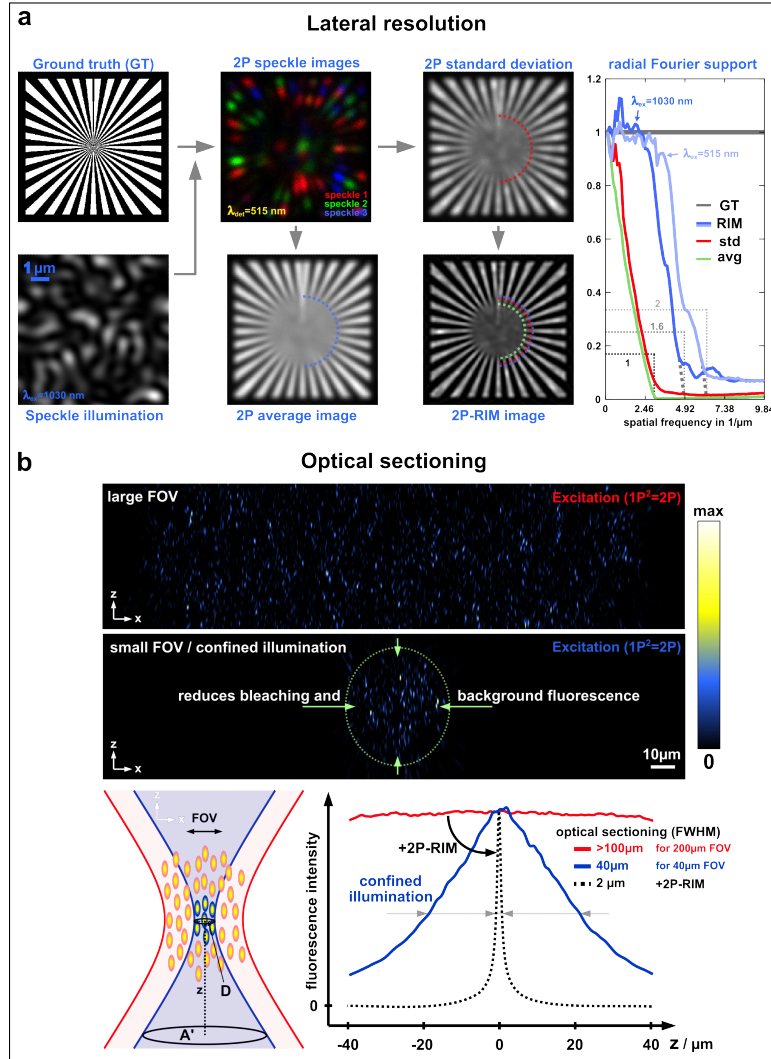 a
Lateral resolution
Ground truth (GT)
2P speckle images
2P standard deviation
radial Fourier support
speckle 1
speckle 2
speckle 3
λdet=515 nm
1µm
λex=1030 nm
Speckle illumination
2P average image
2P-RIM image
1.2
1
0.8
0.6
0.4
0.2
0
λex=1030 nm
λex=515 nm
GT
RIM
std
avg
2
1.6
1
0 2.46 4.92 7.38 9.84
spatial frequency in 1/µm
b
Optical sectioning
large FOV
Excitation (1P²=2P)
z
x
small FOV / confined illumination
Excitation (1P²=2P)
reduces bleaching and
background fluorescence
z
x
10µm
max
0
z
x
FOV
z
D
A'
fluorescence intensity
+2P-RIM
confined
illumination
optical sectioning (FWHM)
>100µm for 200µm FOV
40µm for 40µm FOV
2 µm +2P-RIM
0
-40 -20 0 20 40 z / µm